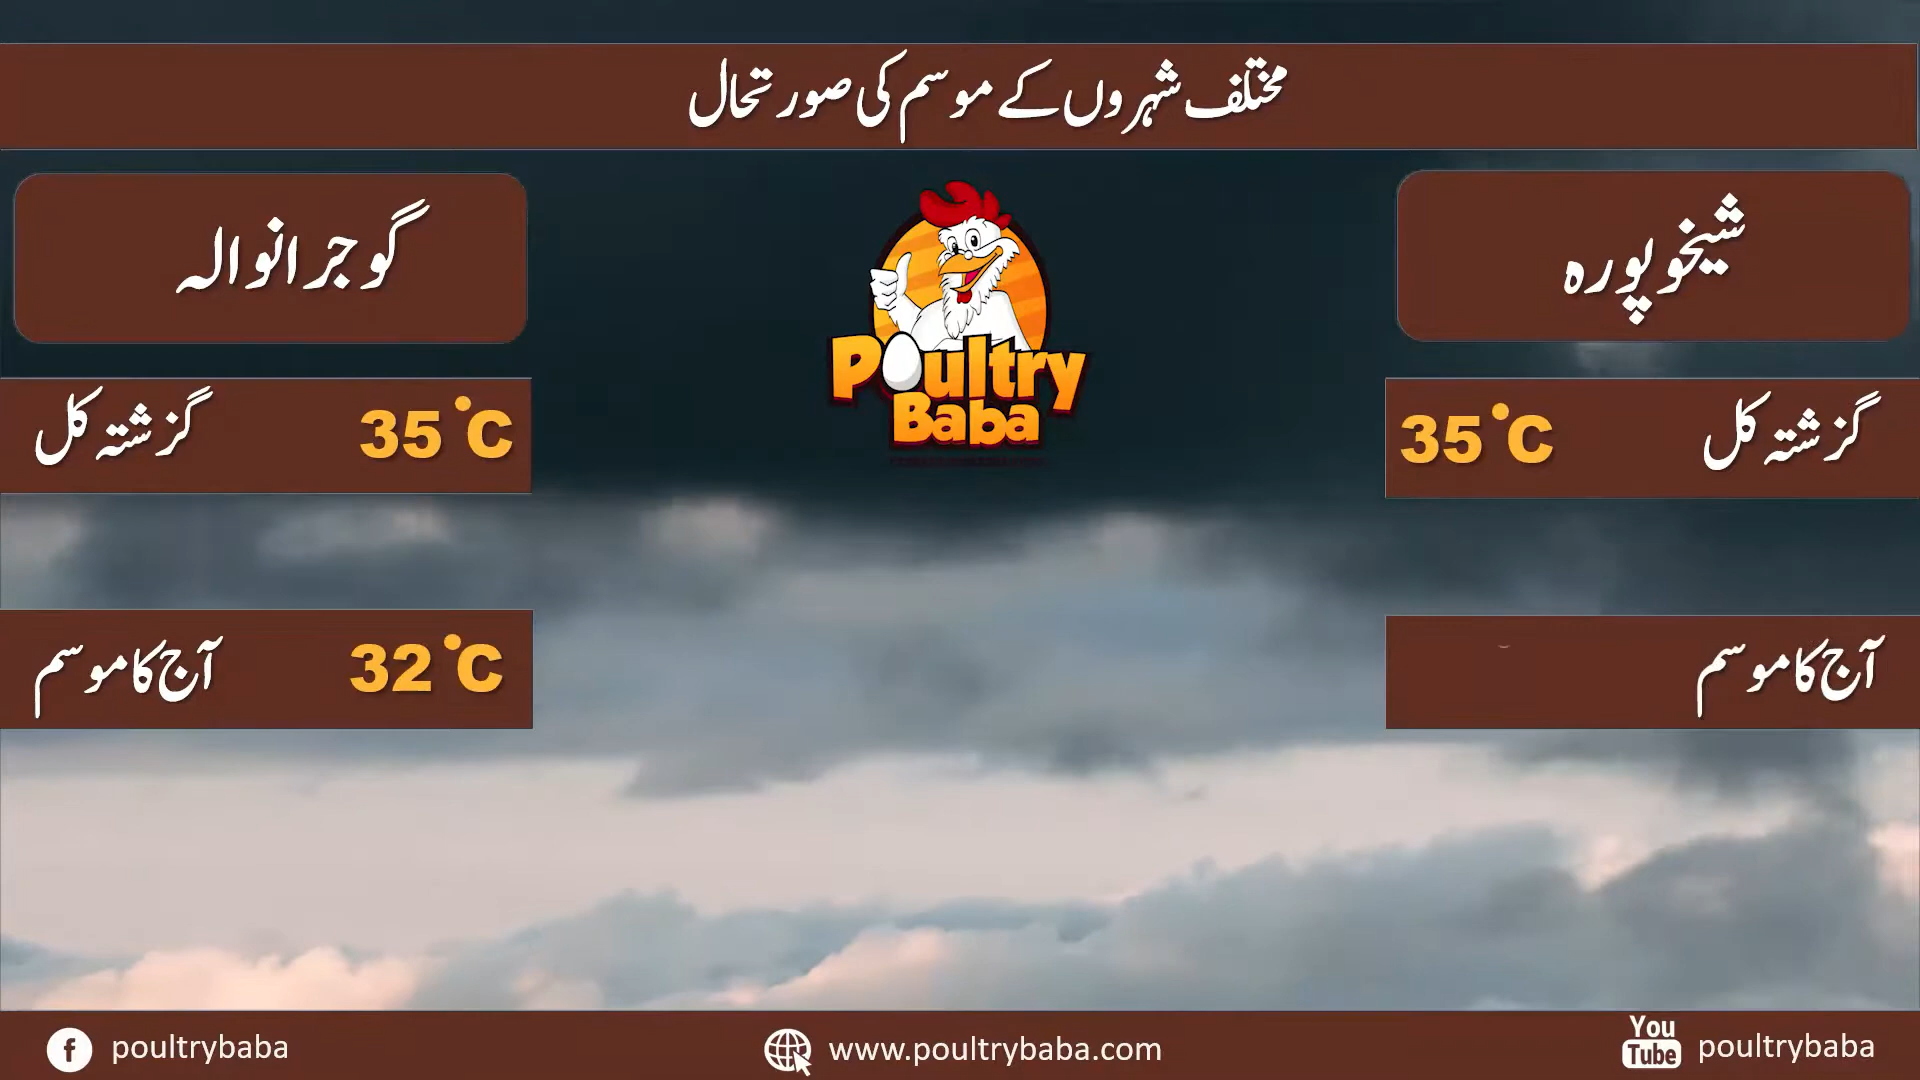 مختلف شہروں کے موسم کی صورتحال
شیخوپورہ
گوجرانوالہ
Poultry
Baba
گزشتہ کل 35°C
گزشتہ کل 35°C
آج کا موسم
آج کا موسم 32°C
poultrybaba
www.poultrybaba.com
You Tube poultrybaba